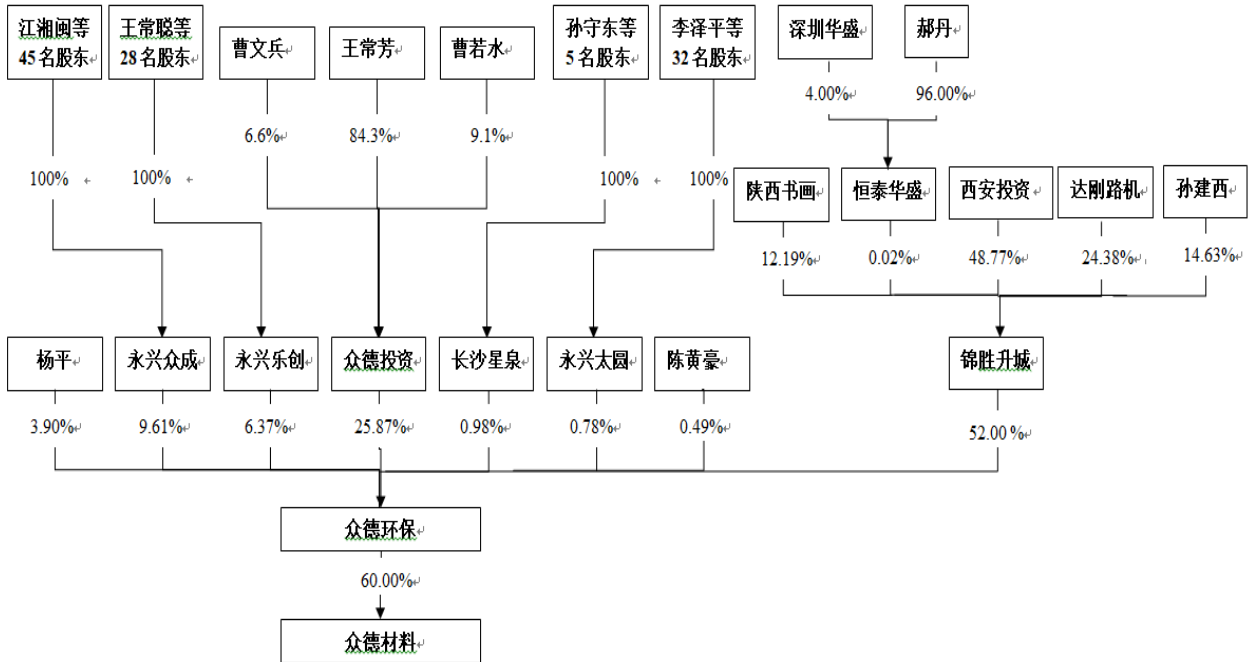 江湘闽等
45名股东
王常聪等
28名股东
曹文兵
王常芳
曹若水
孙守东等
5名股东
李泽平等
32名股东
深圳华盛
郝丹
4.00%
96.00%
6.6%
84.3%
9.1%
100%
100%
100%
100%
陕西书画
恒泰华盛
西安投资
达刚路机
孙建西
12.19%
0.02%
48.77%
24.38%
14.63%
杨平
永兴众成
永兴乐创
众德投资
长沙星泉
永兴太圆
陈黄豪
锦胜升城
3.90%
9.61%
6.37%
25.87%
0.98%
0.78%
0.49%
52.00%
众德环保
60.00%
众德材料